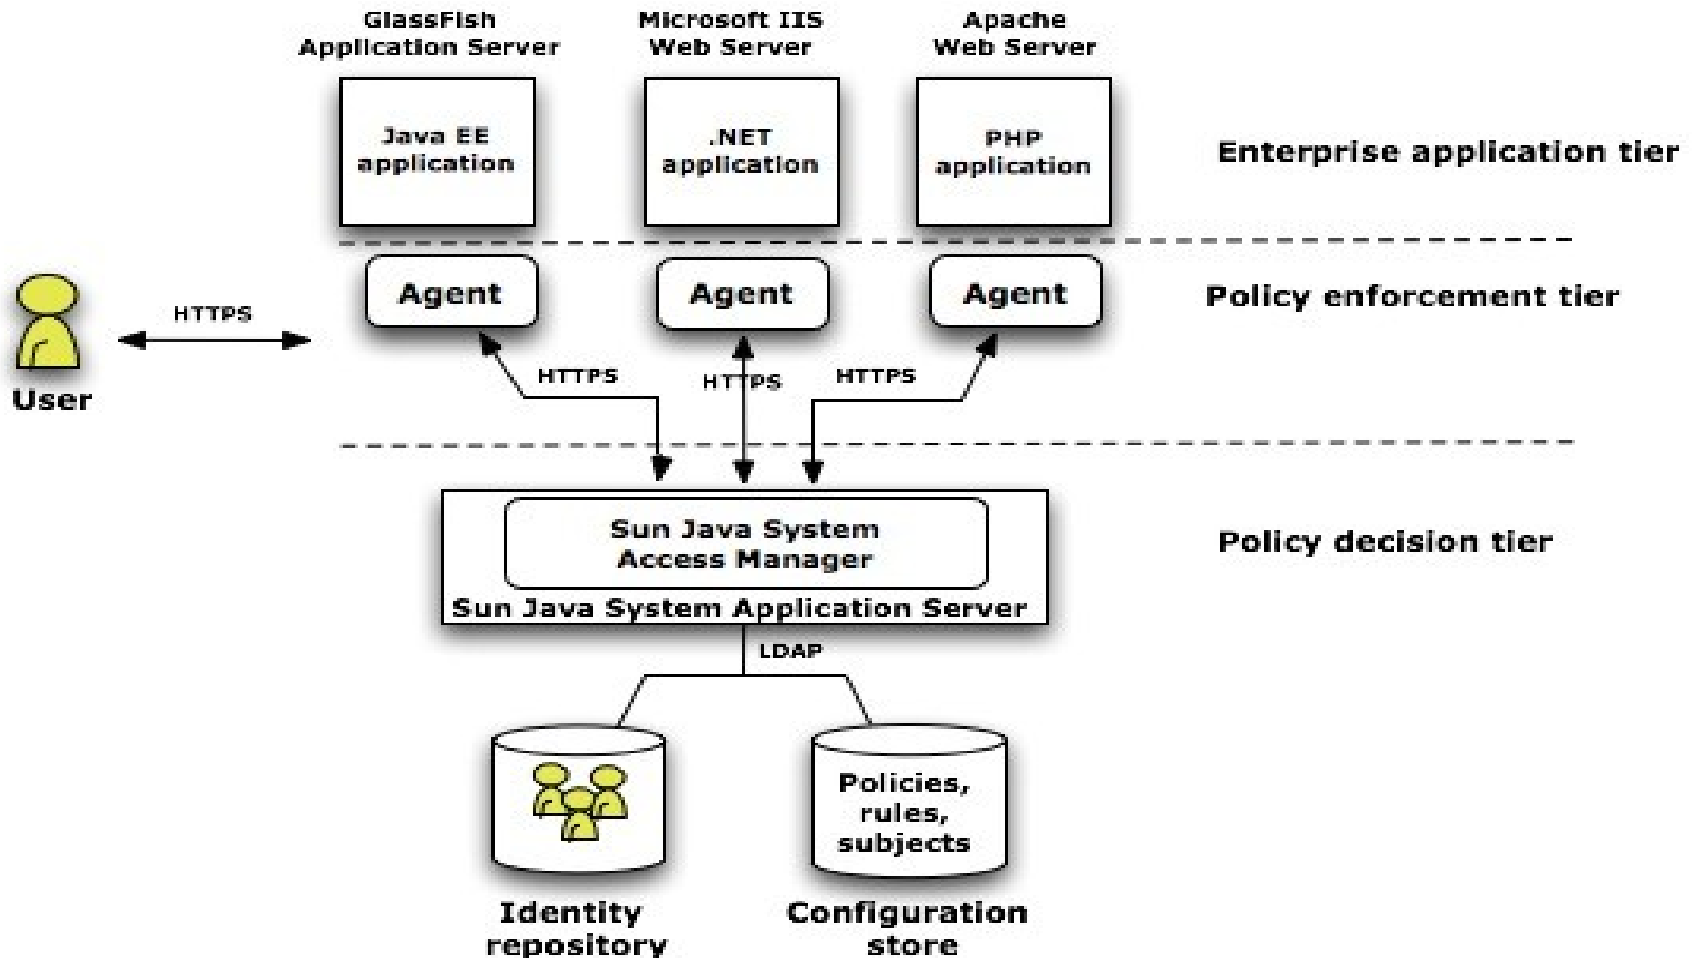 GlassFish
Application Server
Microsoft IIS
Web Server
Apache
Web Server
Java EE
application
.NET
application
PHP
application
Enterprise application tier
Agent
Agent
Agent
Policy enforcement tier
HTTPS
User
HTTPS
HTTPS
HTTPS
Sun Java System
Access Manager
Sun Java System Application Server
Policy decision tier
LDAP
Policies,
rules,
subjects
Identity
repository
Configuration
store